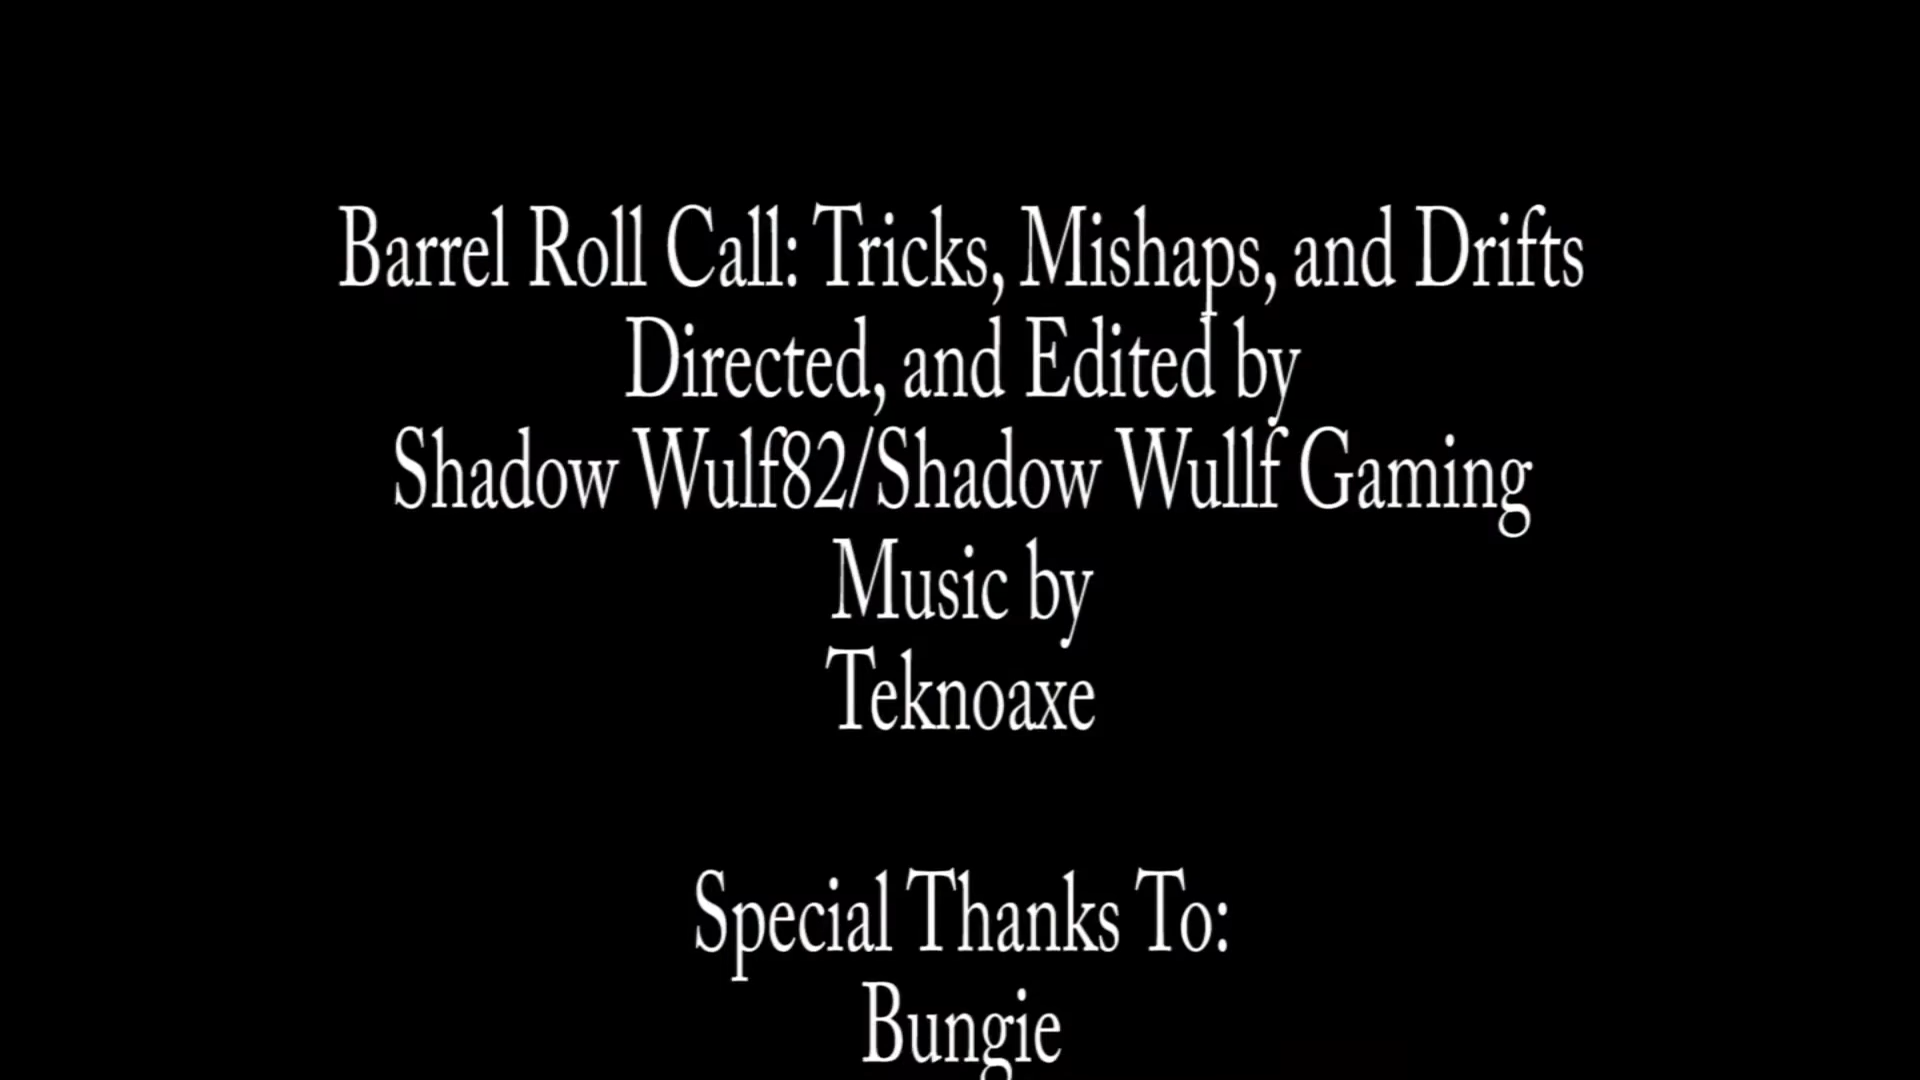 Barrel Roll Call: Tricks, Mishaps, and Drifts
Directed, and Edited by
Shadow Wulf82/Shadow Wullf Gaming
Music by
Teknoaxe
Special Thanks To:
Bungie